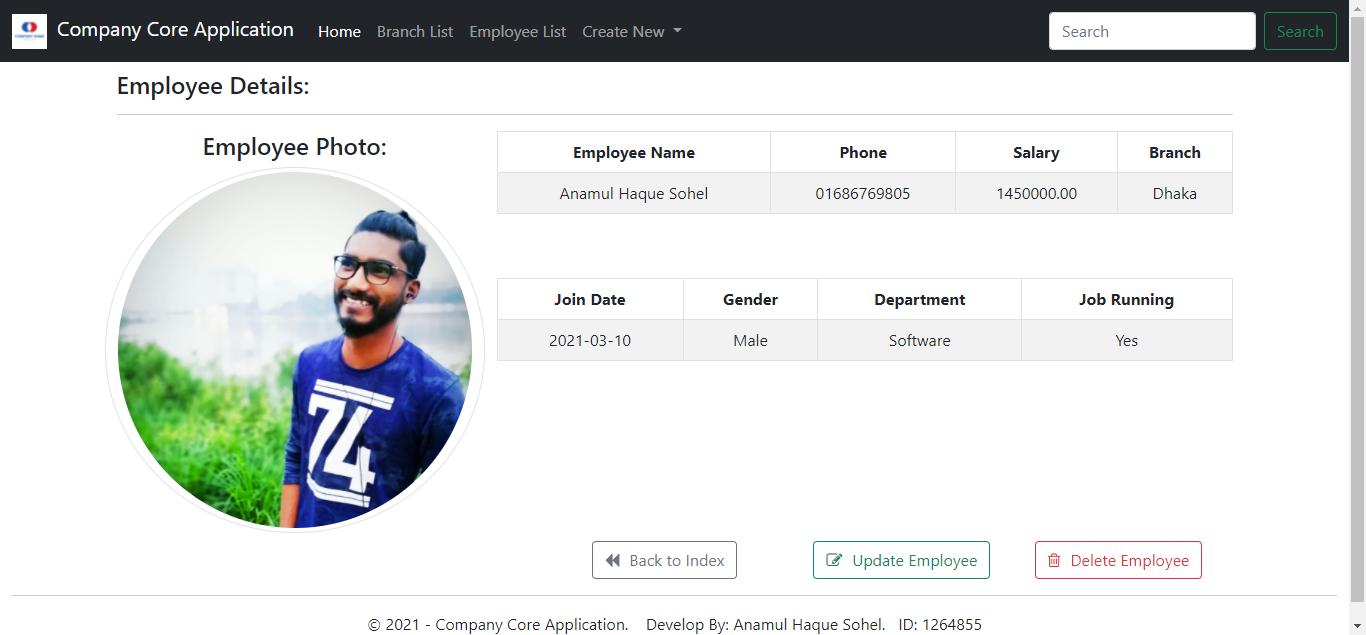 Company Core Application Home Branch List Employee List Create New Search Search
Employee Details:
Employee Photo:
Employee Name Phone Salary Branch
Anamul Haque Sohel 01686769805 1450000.00 Dhaka
Join Date Gender Department Job Running
2021-03-10 Male Software Yes
74
Back to Index Update Employee Delete Employee
© 2021 - Company Core Application. Develop By: Anamul Haque Sohel. ID: 1264855